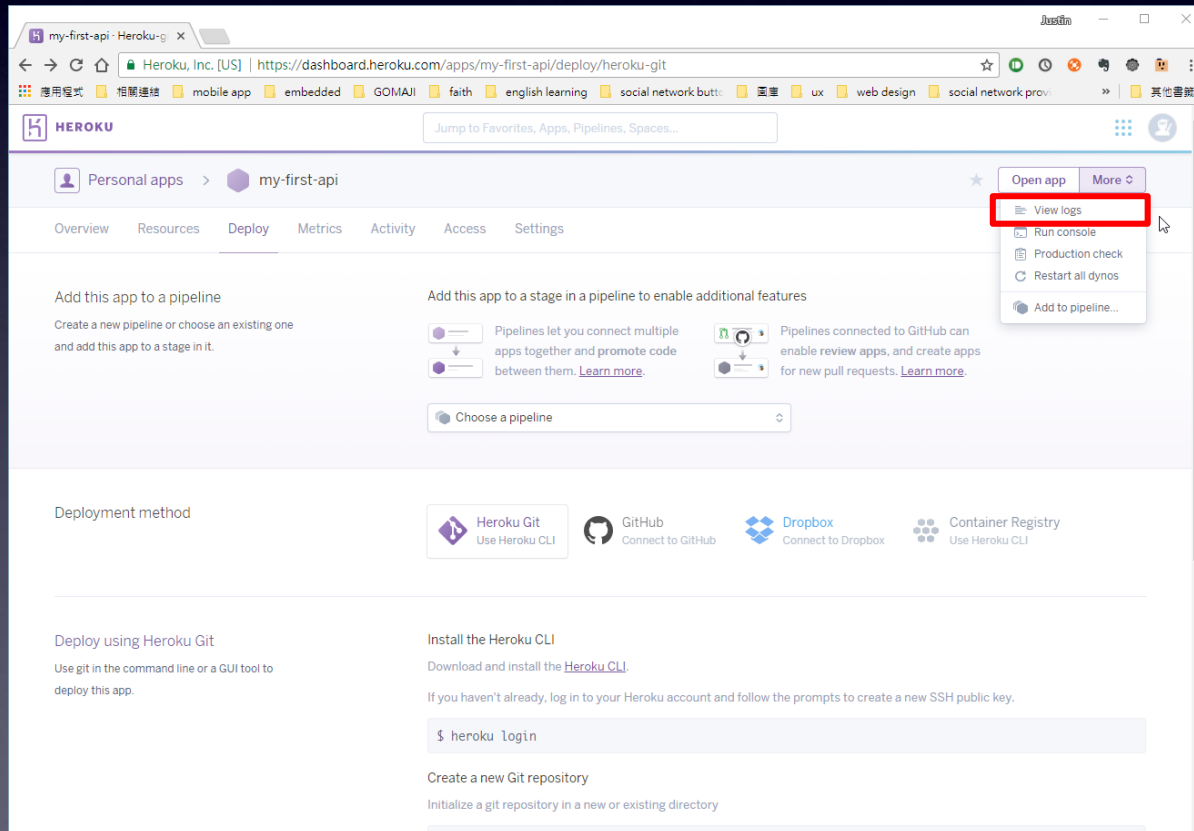 Justin
my-first-api · Heroku-g
Heroku, Inc. [US] | https://dashboard.heroku.com/apps/my-first-api/deploy/heroku-git
應用程式 相關連結 mobile app embedded GOMAJI faith english learning social network butt 圖庫 ux web design social network prov » 其他書籤
HEROKU
Jump to Favorites, Apps, Pipelines, Spaces...
Personal apps > my-first-api
Open app More
View logs
Run console
Production check
Restart all dynos
Add to pipeline...
Overview Resources Deploy Metrics Activity Access Settings
Add this app to a pipeline
Create a new pipeline or choose an existing one
and add this app to a stage in it.
Add this app to a stage in a pipeline to enable additional features
Pipelines let you connect multiple
apps together and promote code
between them. Learn more.
Pipelines connected to GitHub can
enable review apps, and create apps
for new pull requests. Learn more.
Choose a pipeline
Deployment method
Heroku Git
Use Heroku CLI
GitHub
Connect to GitHub
Dropbox
Connect to Dropbox
Container Registry
Use Heroku CLI
Deploy using Heroku Git
Use git in the command line or a GUI tool to
deploy this app.
Install the Heroku CLI
Download and install the Heroku CLI.
If you haven't already, log in to your Heroku account and follow the prompts to create a new SSH public key.
$ heroku login
Create a new Git repository
Initialize a git repository in a new or existing directory